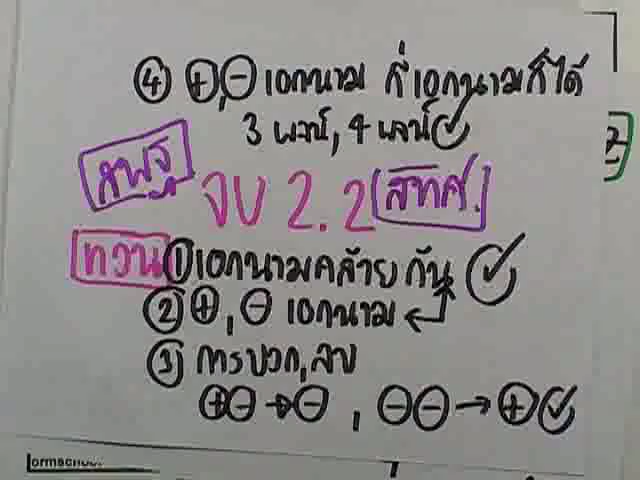 ④ ⊕,⊖ เอกนาม กี่เอกนามก็ได้
3 พจน์, 4 พจน์ ✓
สพฐ
จบ 2.2 สทศ.
ทวน ① เอกนามคล้ายกัน ✓
② ⊕, ⊖ เอกนาม ↵
③ การบวก,ลบ
⊕⊖ → ⊖ , ⊖⊖ → ⊕ ✓